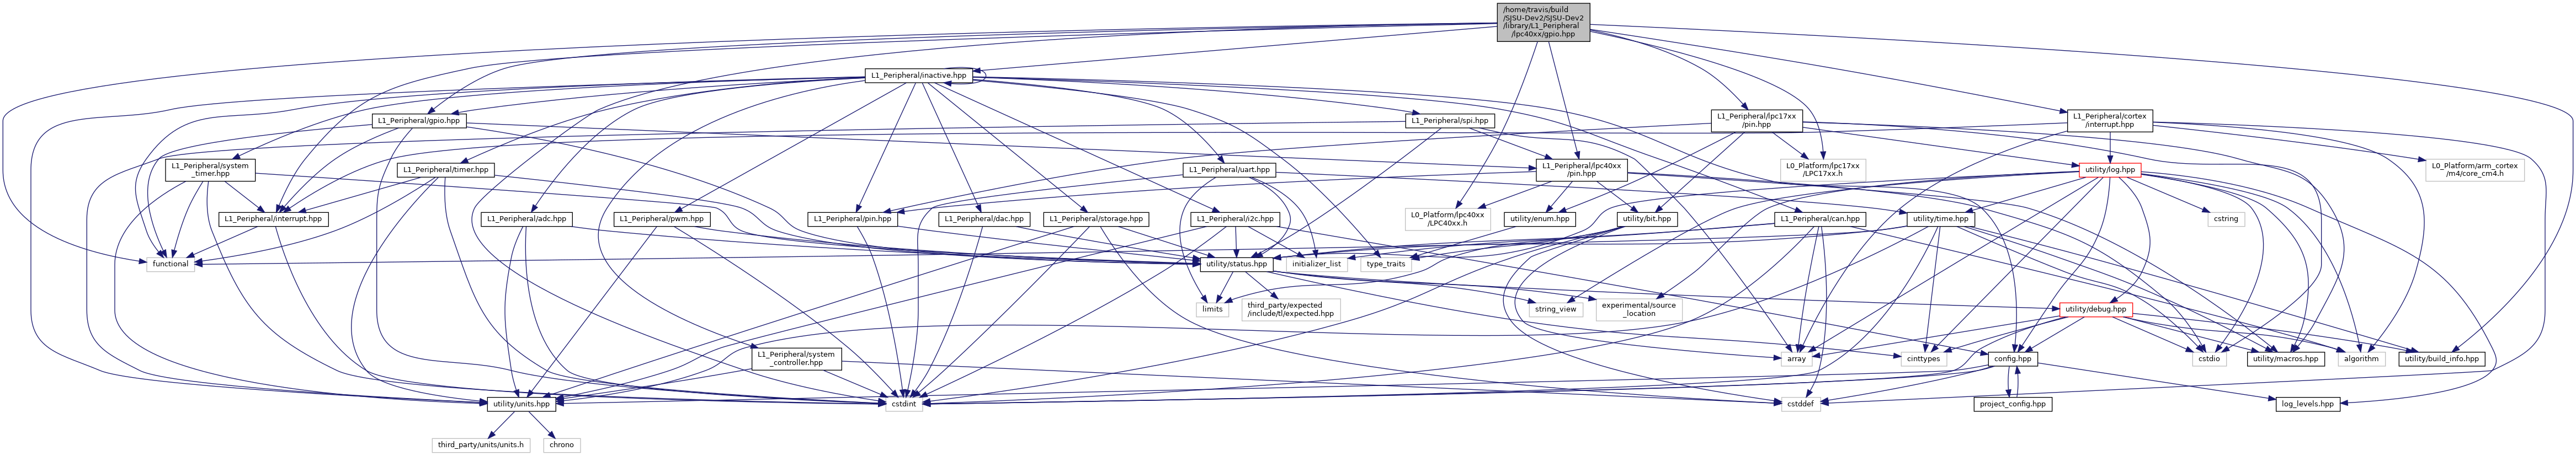 /home/travis/build
/SJSU-Dev2/SJSU-Dev2
/library/L1_Peripheral
/lpc40xx/gpio.hpp
L1_Peripheral/inactive.hpp
L1_Peripheral/gpio.hpp
L1_Peripheral/spi.hpp
L1_Peripheral/lpc17xx
/pin.hpp
L1_Peripheral/cortex
/interrupt.hpp
L1_Peripheral/system
_timer.hpp
L1_Peripheral/timer.hpp
L1_Peripheral/uart.hpp
L1_Peripheral/lpc40xx
/pin.hpp
L0_Platform/lpc17xx
/LPC17xx.h
utility/log.hpp
L0_Platform/arm_cortex
/m4/core_cm4.h
L1_Peripheral/interrupt.hpp
L1_Peripheral/adc.hpp
L1_Peripheral/pwm.hpp
L1_Peripheral/pin.hpp
L1_Peripheral/dac.hpp
L1_Peripheral/storage.hpp
L1_Peripheral/i2c.hpp
L0_Platform/lpc40xx
/LPC40xx.h
utility/enum.hpp
utility/bit.hpp
L1_Peripheral/can.hpp
utility/time.hpp
cstring
functional
utility/status.hpp
initializer_list
type_traits
limits
third_party/expected
/include/tl/expected.hpp
string_view
experimental/source
_location
utility/debug.hpp
L1_Peripheral/system
_controller.hpp
array
cinttypes
config.hpp
cstdio
utility/macros.hpp
algorithm
utility/build_info.hpp
utility/units.hpp
cstdint
cstddef
project_config.hpp
log_levels.hpp
third_party/units/units.h
chrono